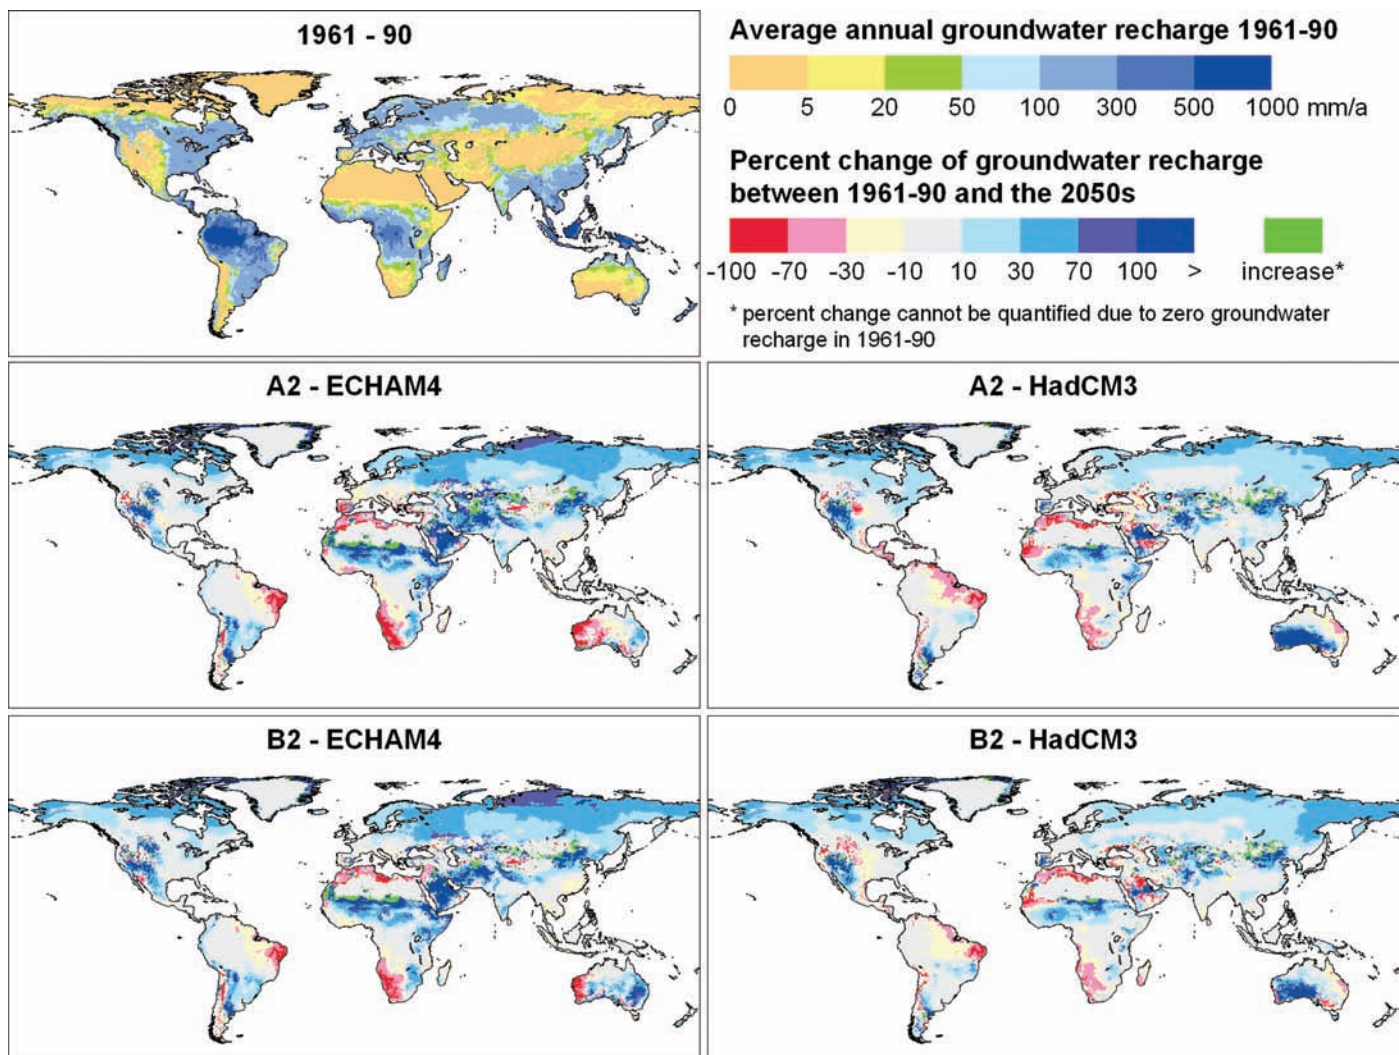 1961 - 90
Average annual groundwater recharge 1961-90
0 5 20 50 100 300 500 1000 mm/a
Percent change of groundwater recharge
between 1961-90 and the 2050s
-100 -70 -30 -10 10 30 70 100 > increase*
* percent change cannot be quantified due to zero groundwater
recharge in 1961-90
A2 - ECHAM4
A2 - HadCM3
B2 - ECHAM4
B2 - HadCM3